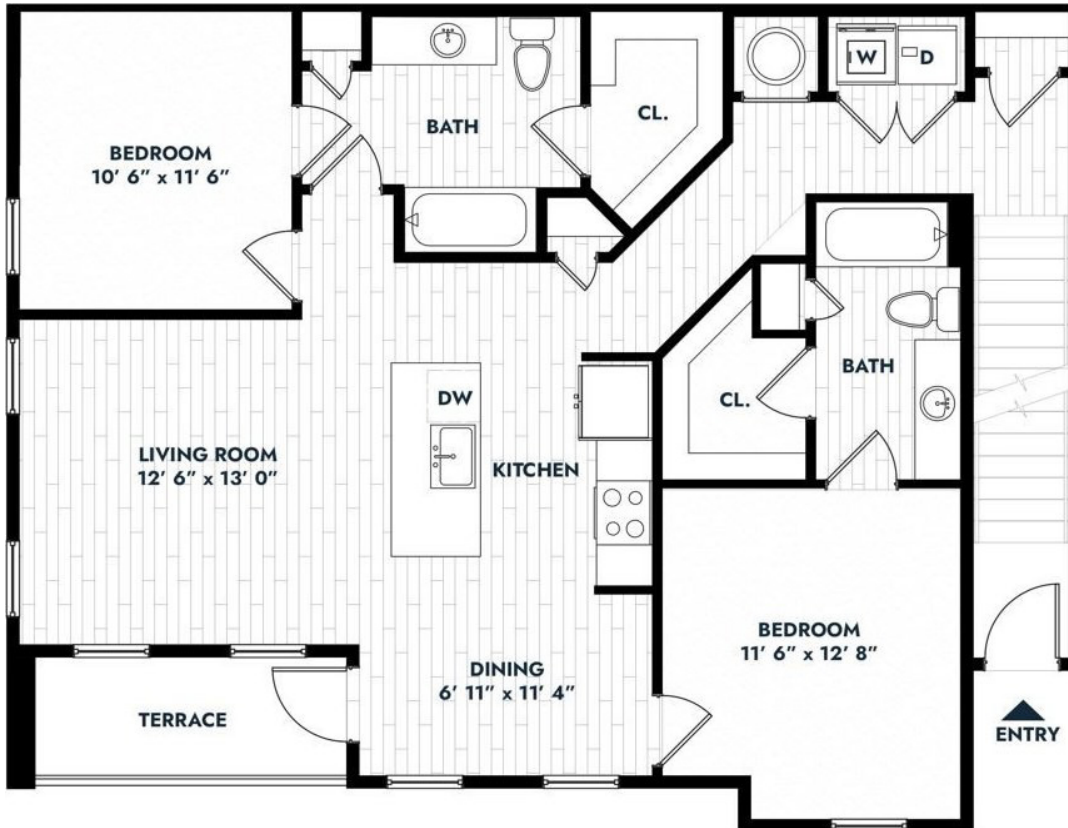 BEDROOM
10’ 6” x 11’ 6”
BATH
CL.
W
D
BATH
CL.
DW
KITCHEN
LIVING ROOM
12’ 6” x 13’ 0”
BEDROOM
11’ 6” x 12’ 8”
DINING
6’ 11” x 11’ 4”
TERRACE
ENTRY